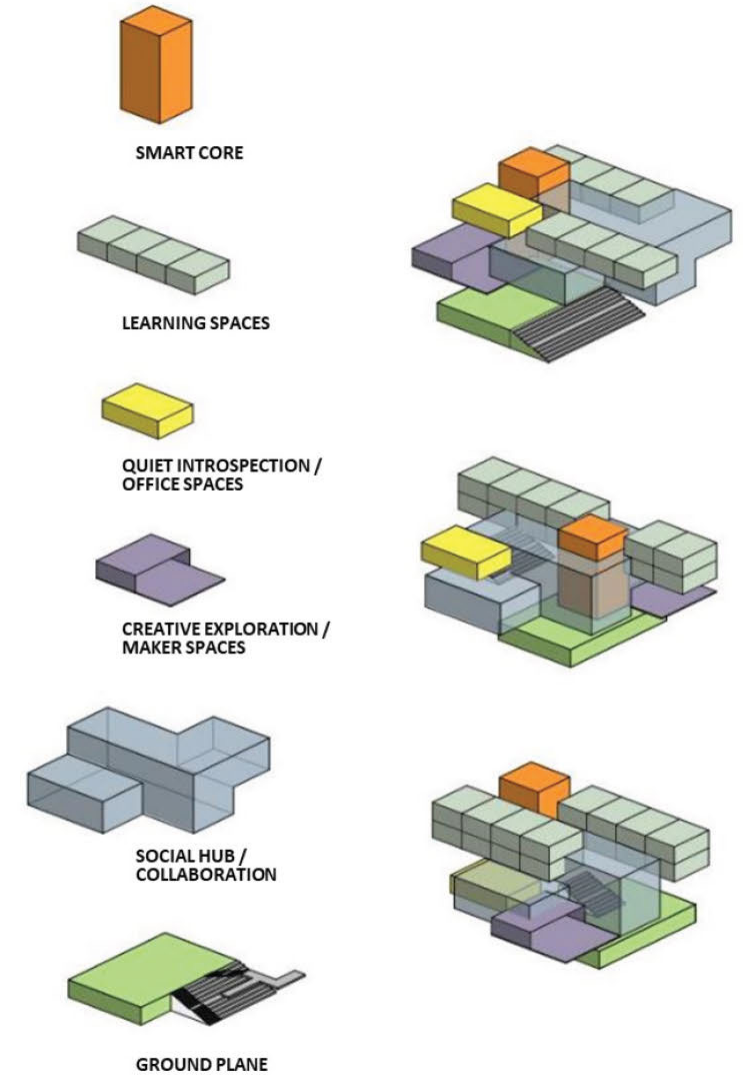 SMART CORE
LEARNING SPACES
QUIET INTROSPECTION /
OFFICE SPACES
CREATIVE EXPLORATION /
MAKER SPACES
SOCIAL HUB /
COLLABORATION
GROUND PLANE